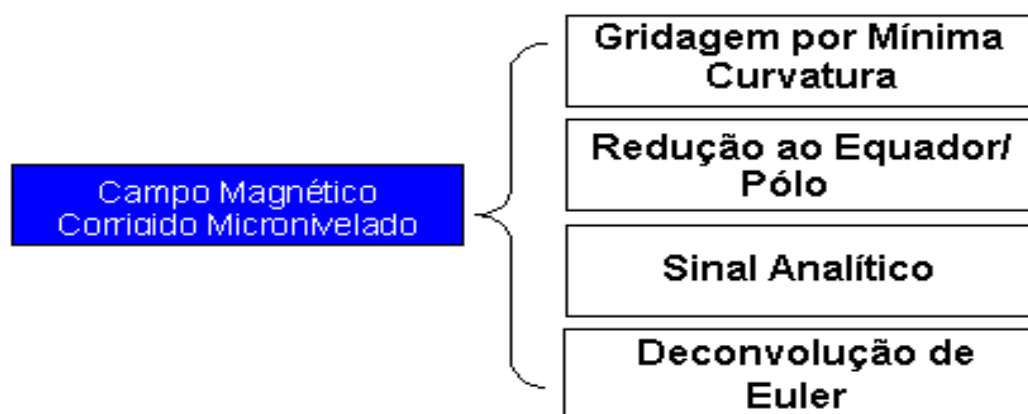 Gridagem por Mínima
Curvatura
Redução ao Equador/
Pólo
Campo Magnético
Corrigido Micronivelado
Sinal Analítico
Deconvolução de
Euler